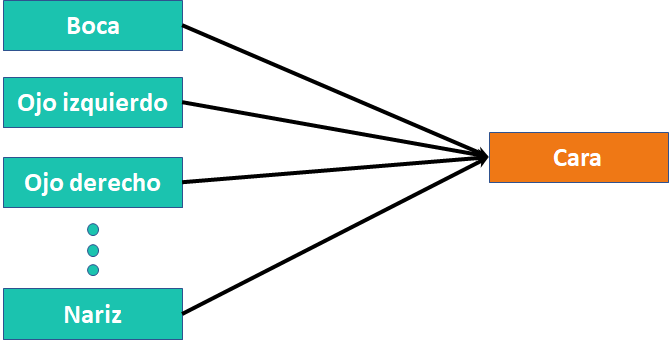 Boca
Ojo izquierdo
Cara
Ojo derecho
Nariz